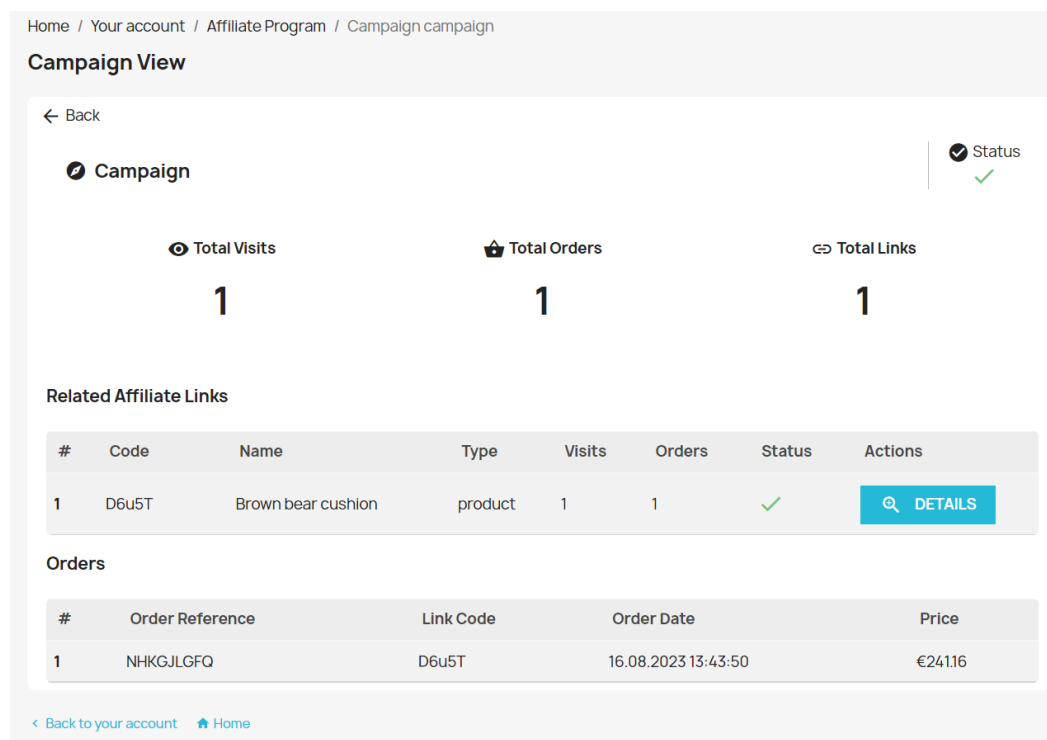 Home / Your account / Affiliate Program / Campaign campaign
Campaign View
Back
Campaign
Status
Total Visits Total Orders Total Links
1 1 1
Related Affiliate Links
# Code Name Type Visits Orders Status Actions
1 D6u5T Brown bear cushion product 1 1 DETAILS
Orders
# Order Reference Link Code Order Date Price
1 NHKGJLGFQ D6u5T 16.08.2023 13:43:50 €241.16
Back to your account Home